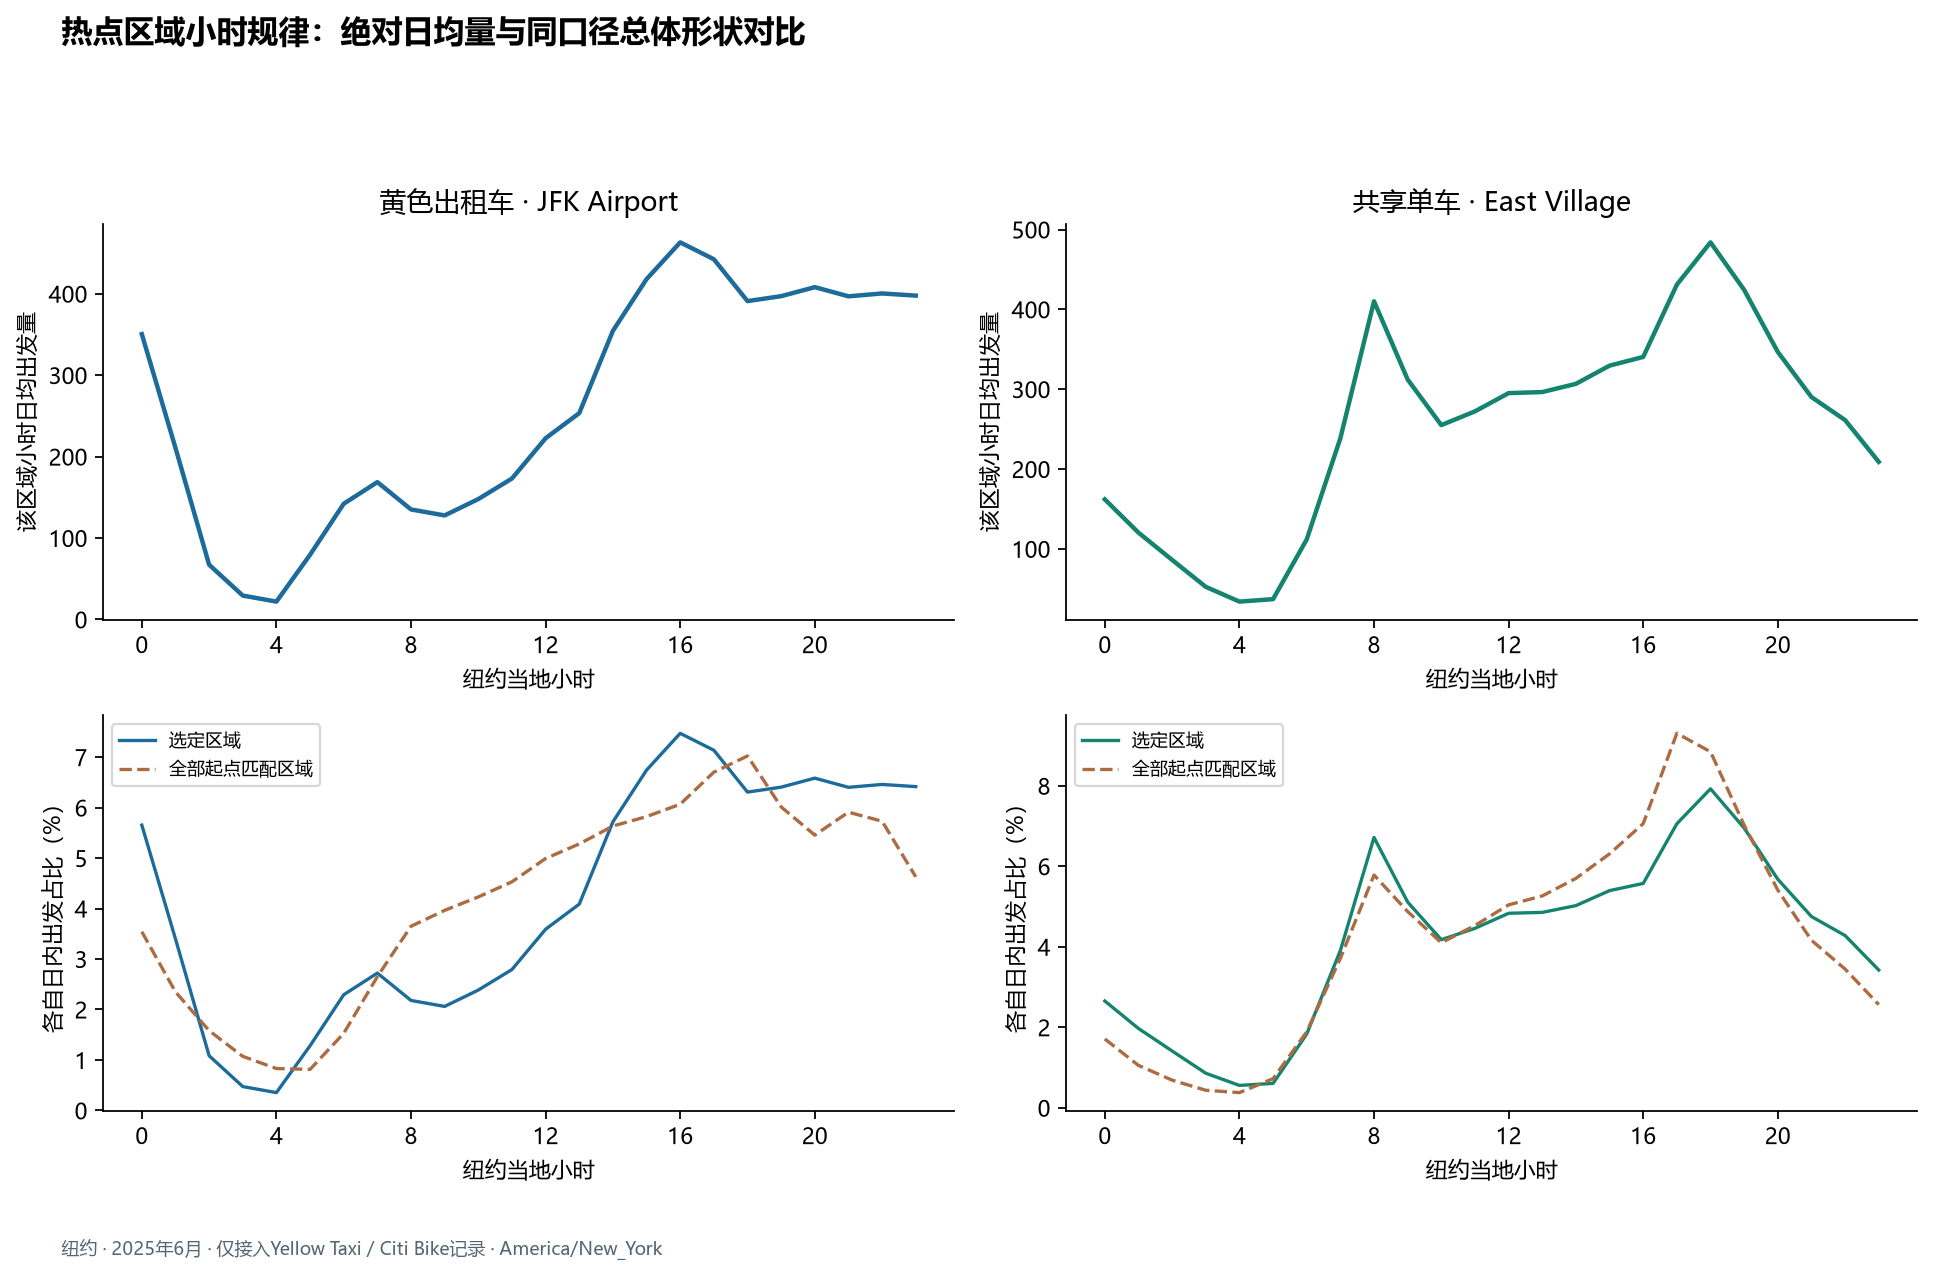 热点区域小时规律：绝对日均量与同口径总体形状对比
黄色出租车 · JFK Airport
该区域小时日均出发量
400
300
200
100
0
0 4 8 12 16 20
纽约当地小时
共享单车 · East Village
该区域小时日均出发量
500
400
300
200
100
0 4 8 12 16 20
纽约当地小时
选定区域
全部起点匹配区域
各自日内出发占比（%）
7
6
5
4
3
2
1
0
0 4 8 12 16 20
纽约当地小时
选定区域
全部起点匹配区域
各自日内出发占比（%）
8
6
4
2
0
0 4 8 12 16 20
纽约当地小时
纽约 · 2025年6月 · 仅接入Yellow Taxi / Citi Bike记录 · America/New_York